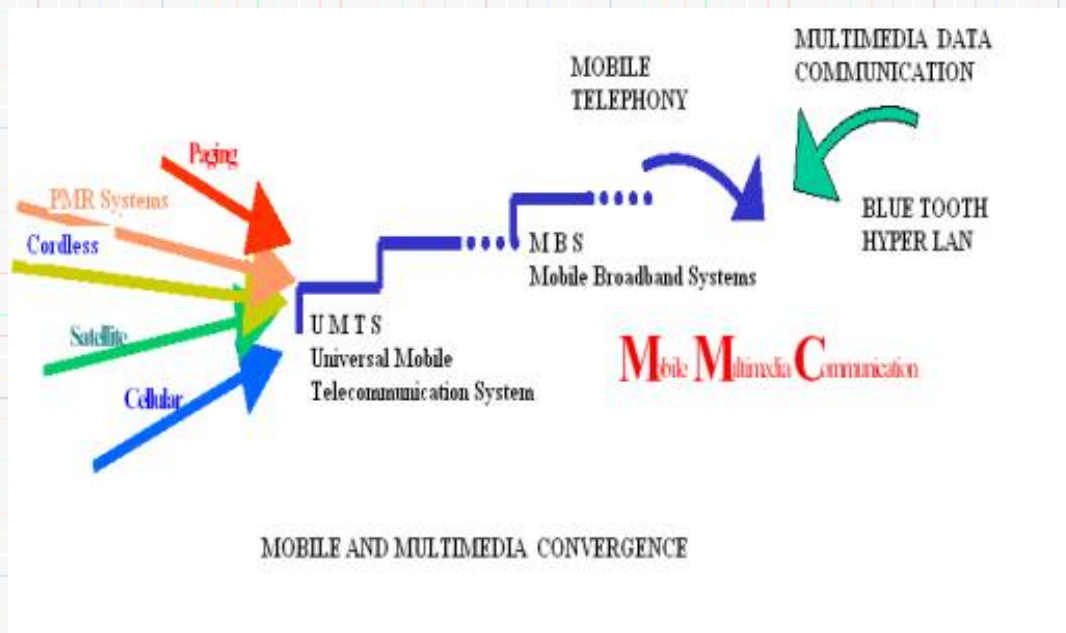 MULTIMEDIA DATA
COMMUNICATION
MOBILE
TELEPHONY
Paging
PMR Systems
BLUE TOOTH
HYPER LAN
Cordless
M B S
Mobile Broadband Systems
U M T S
Universal Mobile
Telecommunication System
Satellite
Mobile Multimedia Communication
Cellular
MOBILE AND MULTIMEDIA CONVERGENCE